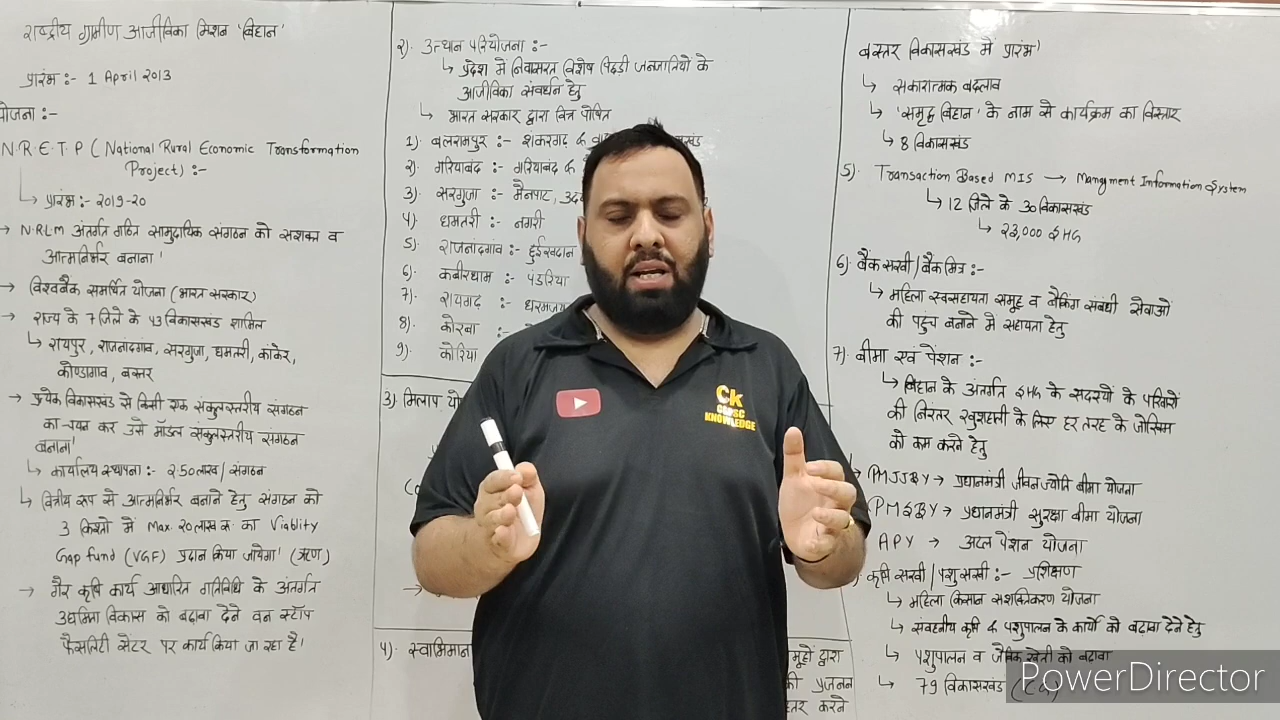 राष्ट्रीय ग्रामीण आजीविका मिशन 'बिहान'
प्रारंभ :- 1 April 2013
योजना :-
N.R.E.T.P (National Rural Economic Transformation
Project) :-
↳ प्रारंभ :- 2019-20
→ NRLM अंतर्गत गठित सामुदायिक संगठन को सशक्त व
आत्मनिर्भर बनाना'
→ विश्वबैंक समर्थित योजना (भारत सरकार)
→ राज्य के 7 जिले के 43 विकासखंड शामिल
↳ रायपुर, राजनादगांव, सरगुजा, धमतरी, कांकेर,
कोण्डागांव, बस्तर
→ प्रत्येक विकासखंड से किसी एक संकुलस्तरीय संगठन
का चयन कर उसे मॉडल संकुलस्तरीय संगठन
बनाना'
↳ कार्यालय स्थापना :- 2.50 लाख / संगठन
↳ वित्तीय रूप से आत्मनिर्भर बनाने हेतु संगठन को
3 किश्तो में Max. 20 लाख रू. का Viablity
Gap fund (VGF) प्रदान किया जायेगा' (ऋण)
→ गैर कृषि कार्य आधारित गतिविधि के अंतर्गत
उद्यमिता विकास को बढ़ावा देने वन स्टॉप
फैसलिटी सेंटर पर कार्य किया जा रहा है'
2). उत्थान परियोजना :-
↳ प्रदेश में निवासरत विशेष पिछड़ी जनजातियो के
आजीविका संवर्धन हेतु
↳ भारत सरकार द्वारा वित्त पोषित
1) बलरामपुर :- शंकरगढ़ के
2). गरियाबंद :- गरियाबंद के
3) सरगुजा :- मैनपाट,
4) धमतरी :- नगरी
5). राजनादगांव :- छुईखदान
6) कबीरधाम :- पंडरिया
7) रायगढ़ :- धरमजय
8) कोरबा :-
9) कोरिया
3) मिलाप
4). स्वाभिमान
समूहों द्वारा
की प्रजनन
बेहतर करने
बस्तर विकासखंड में प्रारंभ'
↳ सकारात्मक बदलाव
↳ 'समृद्ध बिहान' के नाम से कार्यक्रम का विस्तार
↳ 8 विकासखंड
5). Transaction Based MIS → Managment Information System
↳ 12 जिले के 30 विकासखंड
↳ 23,000 SHG
6). बैंक सखी / बैंक मित्र :-
↳ महिला स्वसहायता समूह व बैंकिंग संबंधी सेवाओं
की पहुंच बनाने मे सहायता हेतु
7). बीमा एवं पेंशन :-
↳ बिहान के अंतर्गत SHG के सदस्यों के परिवारों
की निरंतर खुशहाली के लिए हर तरह के जोखिम
को कम करने हेतु
PMJJBY → प्रधानमंत्री जीवन ज्योति बीमा योजना
PMSBY → प्रधानमंत्री सुरक्षा बीमा योजना
APY → अटल पेंशन योजना
कृषि सखी / पशु सखी :- प्रशिक्षण
↳ महिला किसान सशक्तिकरण योजना
↳ संवहनीय कृषि व पशुपालन के कार्यो को बढ़ावा देने हेतु
↳ पशुपालन व जैविक खेती को बढ़ावा
↳ 79 विकासखंड (CG)
Ck
CGPSC
KNOWLEDGE
PowerDirector